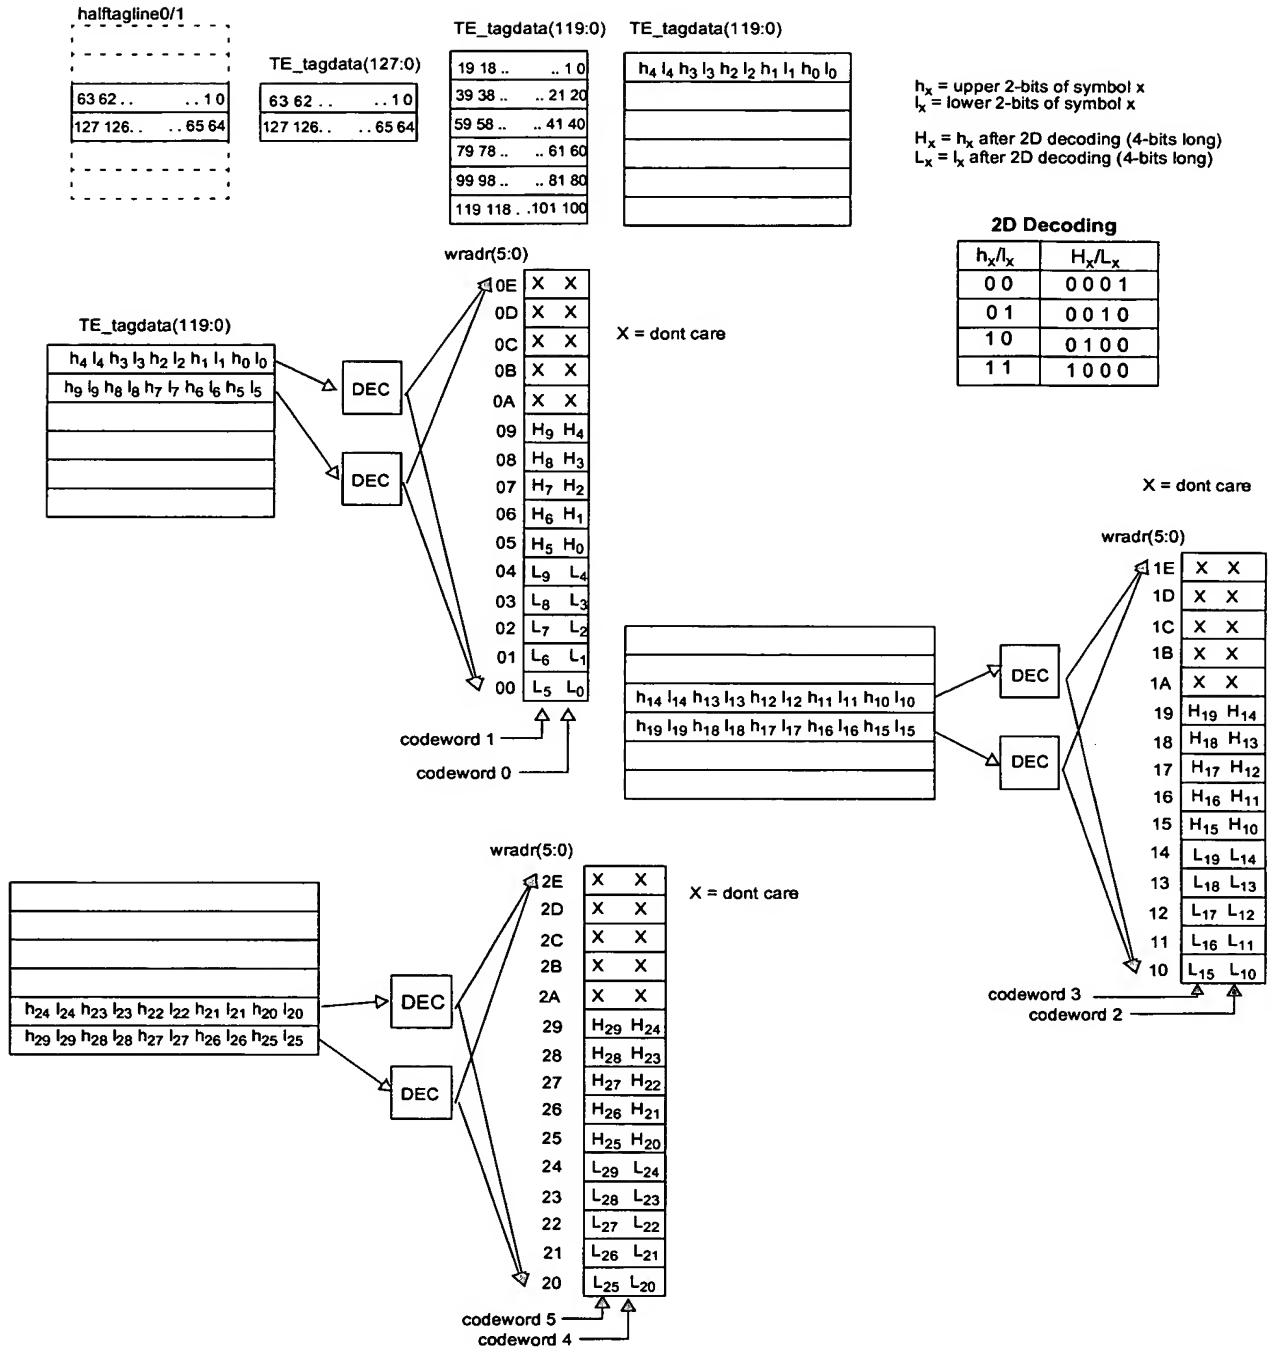 halftagline0/1
63 62 . . . . 1 0
127 126. . . . 65 64
TE_tagdata(127:0)
63 62 . . . . 1 0
127 126. . . . 65 64
TE_tagdata(119:0)
19 18 .. .. 1 0
39 38 .. .. 21 20
59 58 .. .. 41 40
79 78 .. .. 61 60
99 98 .. .. 81 80
119 118 . . 101 100
TE_tagdata(119:0)
h4 l4 h3 l3 h2 l2 h1 l1 h0 l0
hx = upper 2-bits of symbol x
lx = lower 2-bits of symbol x
Hx = hx after 2D decoding (4-bits long)
Lx = lx after 2D decoding (4-bits long)
2D Decoding
hx/lx Hx/Lx
0 0 0 0 0 1
0 1 0 0 1 0
1 0 0 1 0 0
1 1 1 0 0 0
TE_tagdata(119:0)
h4 l4 h3 l3 h2 l2 h1 l1 h0 l0
h9 l9 h8 l8 h7 l7 h6 l6 h5 l5
DEC
DEC
wradr(5:0)
0E X X
0D X X
0C X X
0B X X
0A X X
09 H9 H4
08 H8 H3
07 H7 H2
06 H6 H1
05 H5 H0
04 L9 L4
03 L8 L3
02 L7 L2
01 L6 L1
00 L5 L0
codeword 1
codeword 0
X = dont care
h14 l14 h13 l13 h12 l12 h11 l11 h10 l10
h19 l19 h18 l18 h17 l17 h16 l16 h15 l15
DEC
DEC
X = dont care
wradr(5:0)
1E X X
1D X X
1C X X
1B X X
1A X X
19 H19 H14
18 H18 H13
17 H17 H12
16 H16 H11
15 H15 H10
14 L19 L14
13 L18 L13
12 L17 L12
11 L16 L11
10 L15 L10
codeword 3
codeword 2
h24 l24 h23 l23 h22 l22 h21 l21 h20 l20
h29 l29 h28 l28 h27 l27 h26 l26 h25 l25
DEC
DEC
wradr(5:0)
2E X X
2D X X
2C X X
2B X X
2A X X
29 H29 H24
28 H28 H23
27 H27 H22
26 H26 H21
25 H25 H20
24 L29 L24
23 L28 L23
22 L27 L22
21 L26 L21
20 L25 L20
codeword 5
codeword 4
X = dont care